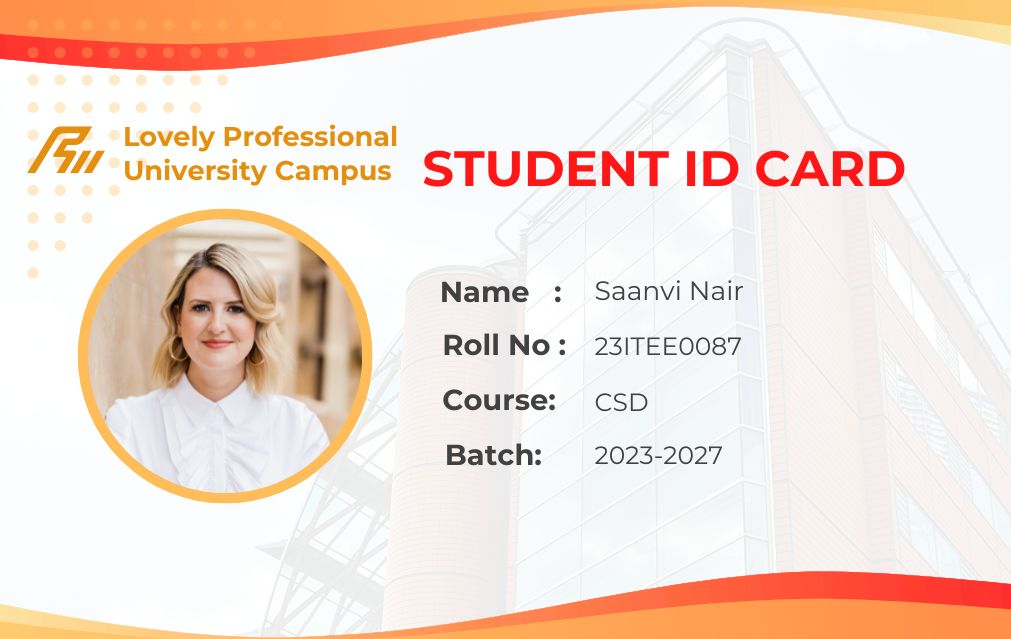 Lovely Professional
University Campus
STUDENT ID CARD
Name : Saanvi Nair
Roll No : 23ITEE0087
Course: CSD
Batch: 2023-2027